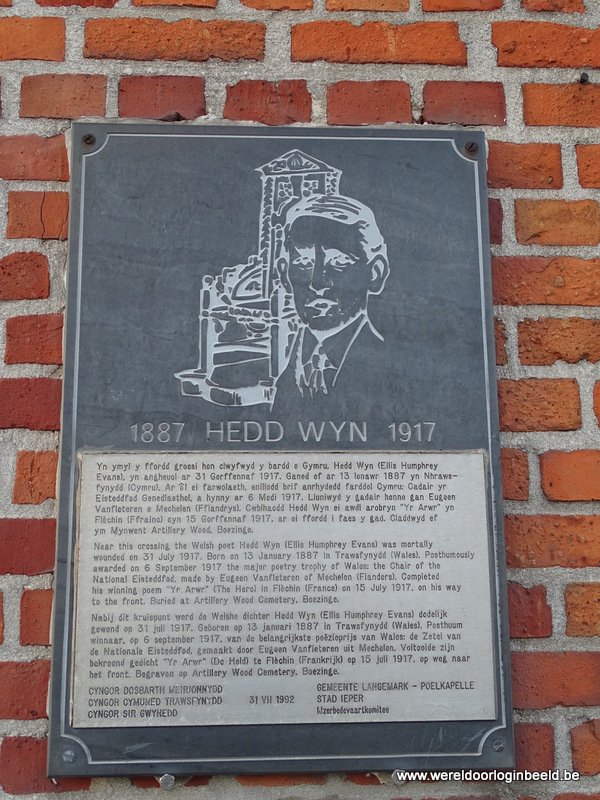 1887 HEDD WYN 1917
Yn ymyl y ffordd groesi hon clwyfwyd y bardd o Gymru, Hedd Wyn (Ellis Humphrey
Evans), yn angheuol ar 31 Gorffennaf 1917. Ganed ef ar 13 Ionawr 1887 yn Nhraws-
fynydd (Cymru). Ar Ôl ei farwolaeth, enillodd brif anrhydedd farddol Cymru: Cadair yr
Eisteddfod Genedlaethol, a hynny ar 6 Medi 1917. Lluniwyd y gadair honno gan Eugeen
Vanfleteren o Mechelen (Fflandrys). Cwblhaodd Hedd Wyn ei awdl arobryn "Yr Arwr" yn
Flèchin (Ffrainc) cyn 15 Gorffennaf 1917, ar ei ffordd i faes y gad. Claddwyd ef
ym Mynwent Artillery Wood, Boezinge.
Near this crossing the Welsh poet Hedd Wyn (Ellis Humphrey Evans) was mortally
wounded on 31 July 1917. Born on 13 January 1887 in Trawsfynydd (Wales). Posthumously
awarded on 6 September 1917 the major poetry trophy of Wales: the Chair of the
National Eisteddfod, made by Eugeen Vanfleteren of Mechelen (Flanders). Completed
his winning poem "Yr Arwr" (The Hero) in Flèchin (France) on 15 July 1917, on his way
to the front. Buried at Artillery Wood Cemetery, Boezinge.
Nabij dit kruispunt werd de Welshe dichter Hedd Wyn (Ellis Humphrey Evans) dodelijk
gewond op 31 juli 1917. Geboren op 13 januari 1887 in Trawsfynydd (Wales). Posthuum
winnaar, op 6 september 1917, van de belangrijkste poëzieprijs van Wales: de Zetel van
de Nationale Eisteddfod, gemaakt door Eugeen Vanfleteren uit Mechelen. Voltooide zijn
bekroond gedicht "Yr Arwr" (De Held) te Flèchin (Frankrijk) op 15 juli 1917, op weg naar
het front. Begraven op Artillery Wood Cemetery, Boezinge.
CYNGOR DOSBARTH MEIRIONNYDD GEMEENTE LANGEMARK - POELKAPELLE
CYNGOR CYMUNED TRAWSFYNYDD 31 VII 1992 STAD IEPER
CYNGOR SIR GWYNEDD IJzerbedevaartkomitee
www.wereldoorloginbeeld.be